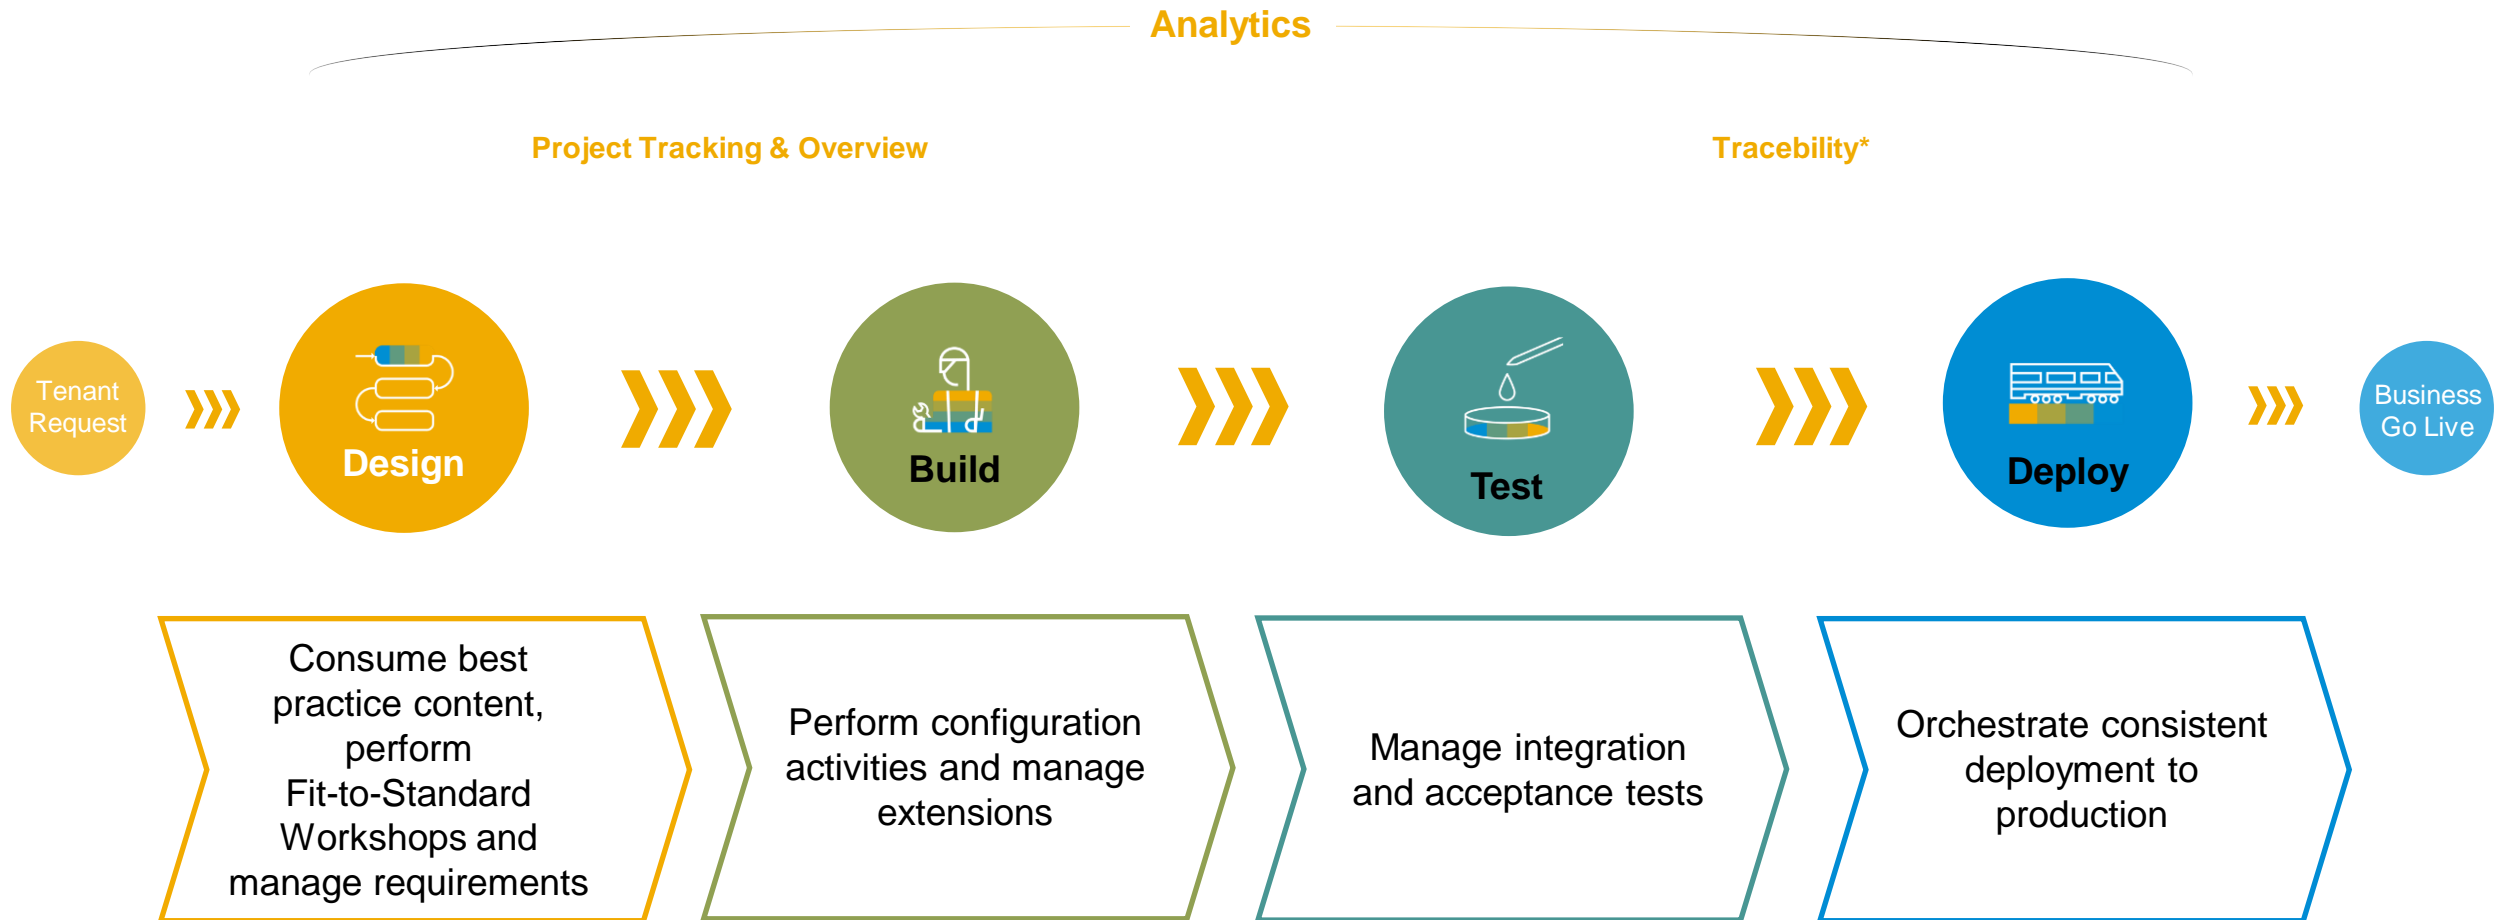 Analytics
Project Tracking & Overview
Tracebility*
Tenant
Request
Design
Build
Test
Deploy
Business
Go Live
Consume best
practice content,
perform
Fit-to-Standard
Workshops and
manage requirements
Perform configuration
activities and manage
extensions
Manage integration
and acceptance tests
Orchestrate consistent
deployment to
production